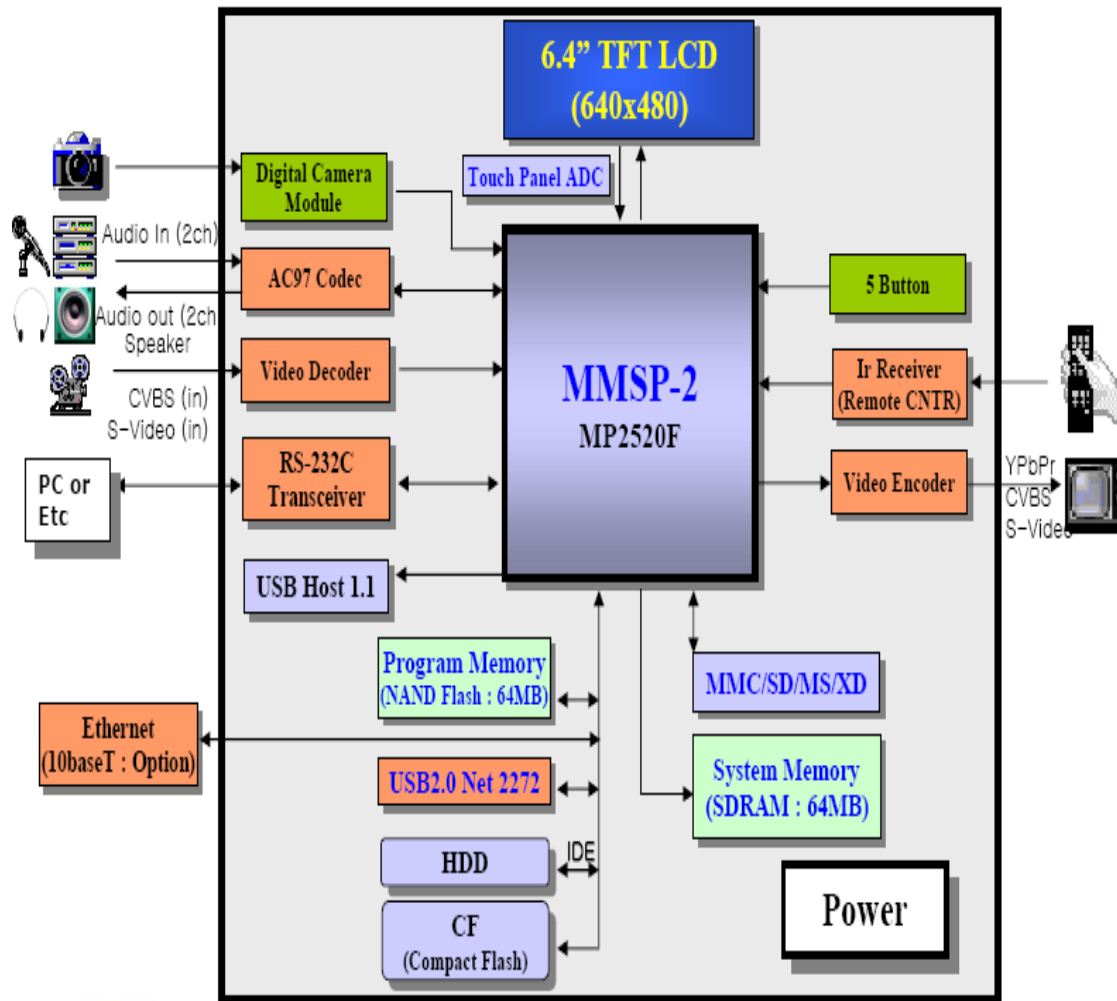 6.4” TFT LCD
(640x480)
Touch Panel ADC
Digital Camera
Module
Audio In (2ch)
AC97 Codec
Audio out (2ch
Speaker
Video Decoder
CVBS (in)
S-Video (in)
RS-232C
Transceiver
PC or
Etc
USB Host 1.1
MMSP-2
MP2520F
5 Button
Ir Receiver
(Remote CNTR)
Video Encoder
YPbPr
CVBS
S-Video
Program Memory
(NAND Flash : 64MB)
MMC/SD/MS/XD
Ethernet
(10baseT : Option)
USB2.0 Net 2272
System Memory
(SDRAM : 64MB)
HDD
IDE
CF
(Compact Flash)
Power